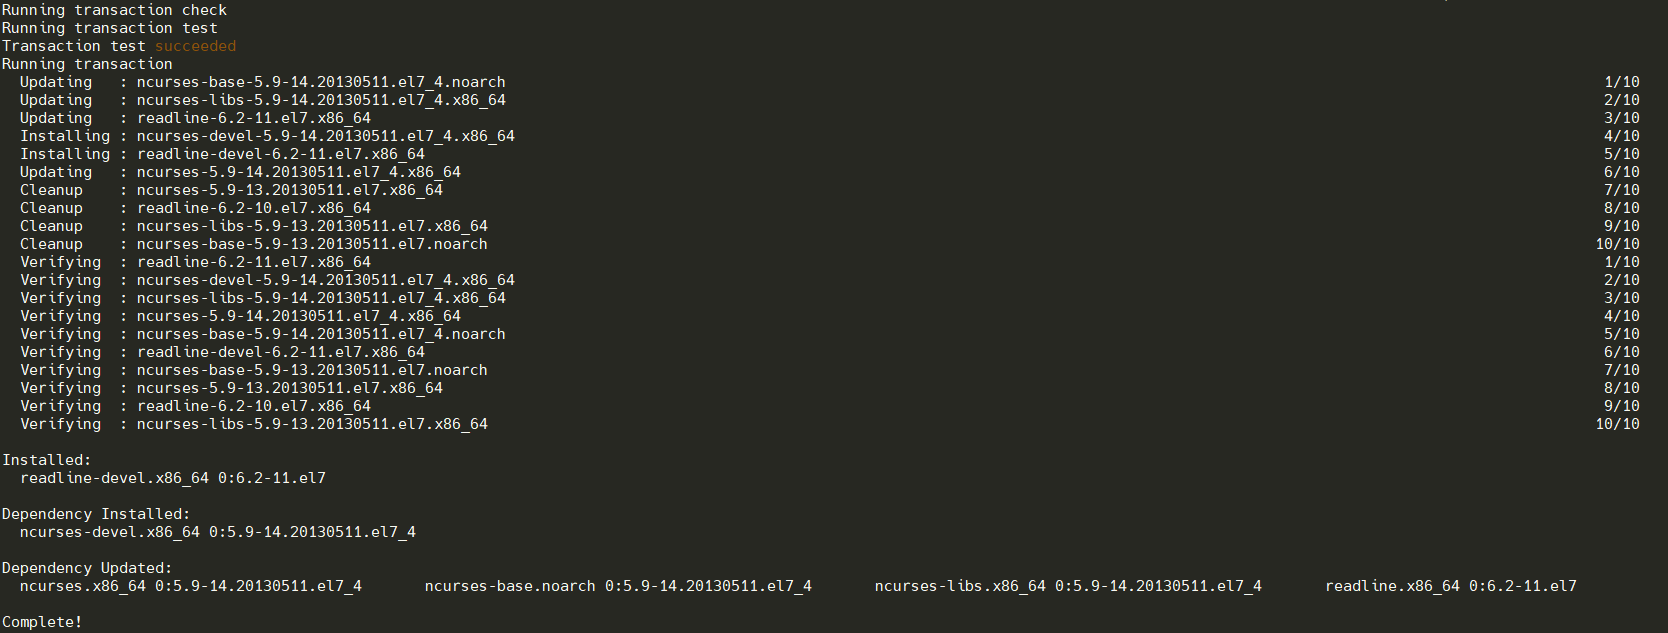 Running transaction check
Running transaction test
Transaction test succeeded
Running transaction
  Updating   : ncurses-base-5.9-14.20130511.el7_4.noarch 1/10
  Updating   : ncurses-libs-5.9-14.20130511.el7_4.x86_64 2/10
  Updating   : readline-6.2-11.el7.x86_64 3/10
  Installing : ncurses-devel-5.9-14.20130511.el7_4.x86_64 4/10
  Installing : readline-devel-6.2-11.el7.x86_64 5/10
  Updating   : ncurses-5.9-14.20130511.el7_4.x86_64 6/10
  Cleanup    : ncurses-5.9-13.20130511.el7.x86_64 7/10
  Cleanup    : readline-6.2-10.el7.x86_64 8/10
  Cleanup    : ncurses-libs-5.9-13.20130511.el7.x86_64 9/10
  Cleanup    : ncurses-base-5.9-13.20130511.el7.noarch 10/10
  Verifying  : readline-6.2-11.el7.x86_64 1/10
  Verifying  : ncurses-devel-5.9-14.20130511.el7_4.x86_64 2/10
  Verifying  : ncurses-libs-5.9-14.20130511.el7_4.x86_64 3/10
  Verifying  : ncurses-5.9-14.20130511.el7_4.x86_64 4/10
  Verifying  : ncurses-base-5.9-14.20130511.el7_4.noarch 5/10
  Verifying  : readline-devel-6.2-11.el7.x86_64 6/10
  Verifying  : ncurses-base-5.9-13.20130511.el7.noarch 7/10
  Verifying  : ncurses-5.9-13.20130511.el7.x86_64 8/10
  Verifying  : readline-6.2-10.el7.x86_64 9/10
  Verifying  : ncurses-libs-5.9-13.20130511.el7.x86_64 10/10

Installed:
  readline-devel.x86_64 0:6.2-11.el7

Dependency Installed:
  ncurses-devel.x86_64 0:5.9-14.20130511.el7_4

Dependency Updated:
  ncurses.x86_64 0:5.9-14.20130511.el7_4       ncurses-base.noarch 0:5.9-14.20130511.el7_4       ncurses-libs.x86_64 0:5.9-14.20130511.el7_4       readline.x86_64 0:6.2-11.el7

Complete!